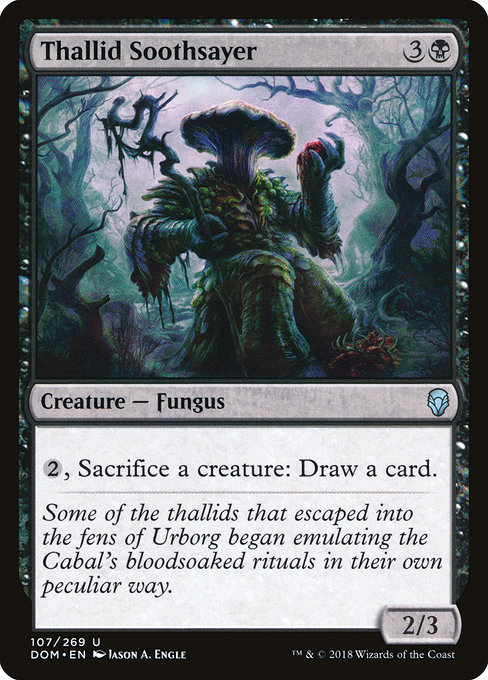 Thallid Soothsayer 3
Creature — Fungus
2, Sacrifice a creature: Draw a card.
Some of the thallids that escaped into
the fens of Urborg began emulating the
Cabal's bloodsoaked rituals in their own
peculiar way.
2/3
107/269 U
DOM • EN Jason A. Engle
™ & © 2018 Wizards of the Coast